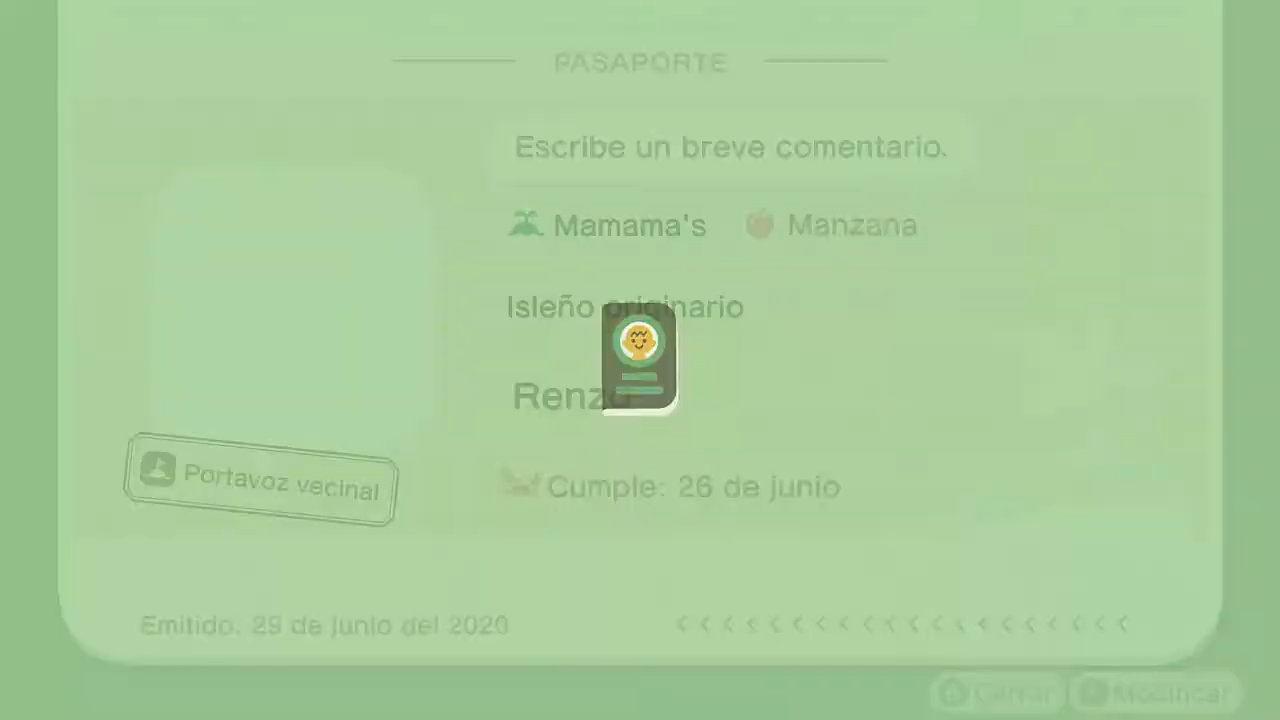 PASAPORTE
Escribe un breve comentario.
Mamama's Manzana
Isleño originario
Renzo
Cumple: 26 de junio
Portavoz vecinal
Emitido: 29 de junio del 2020 < < < < < < < < < < < < < < < < < < < <
Cerrar Modificar